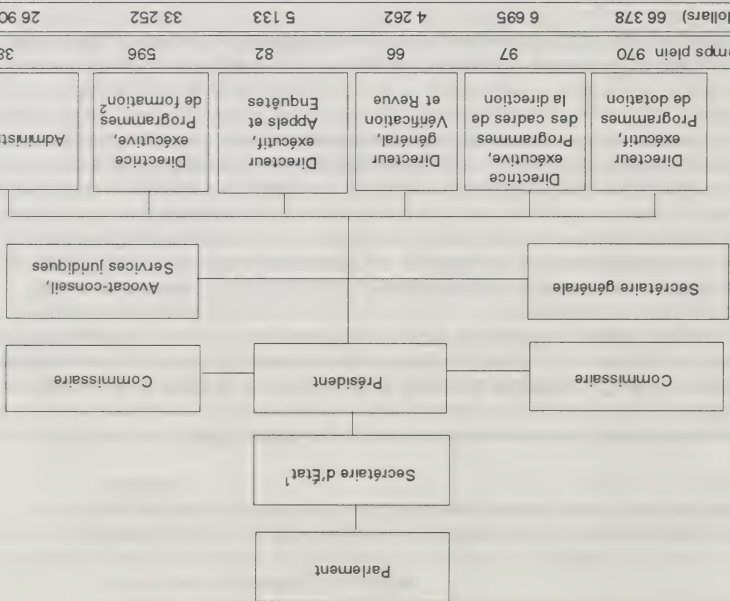 Parlement
Secrétaire d'État¹
Commissaire
Président
Commissaire
Secrétaire générale
Avocat-conseil,
Services juridiques
Directeur
exécutif,
Programmes
de dotation
Directrice
exécutive,
Programmes
des cadres de
la direction
Directeur
général,
Vérification
et Revue
Directeur
exécutif,
Appels et
Enquêtes
Directrice
exécutive,
Programmes
de formation²
Administ
emps plein 970 97 66 82 596 38
ollars) 66 378 6 695 4 262 5 133 33 252 26 90